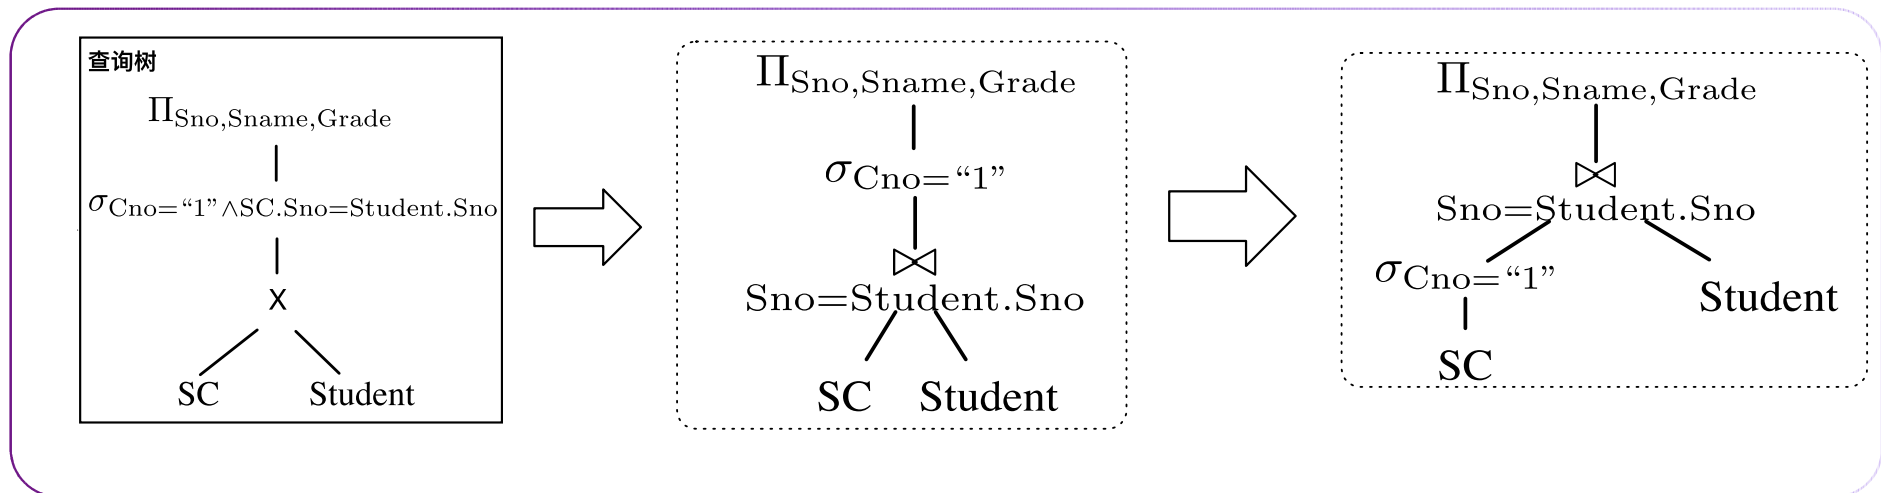 查询树
ΠSno,Sname,Grade
σCno=“1”∧SC.Sno=Student.Sno
X
SC Student
ΠSno,Sname,Grade
σCno=“1”
⋈
Sno=Student.Sno
SC Student
ΠSno,Sname,Grade
⋈
Sno=Student.Sno
σCno=“1”
Student
SC